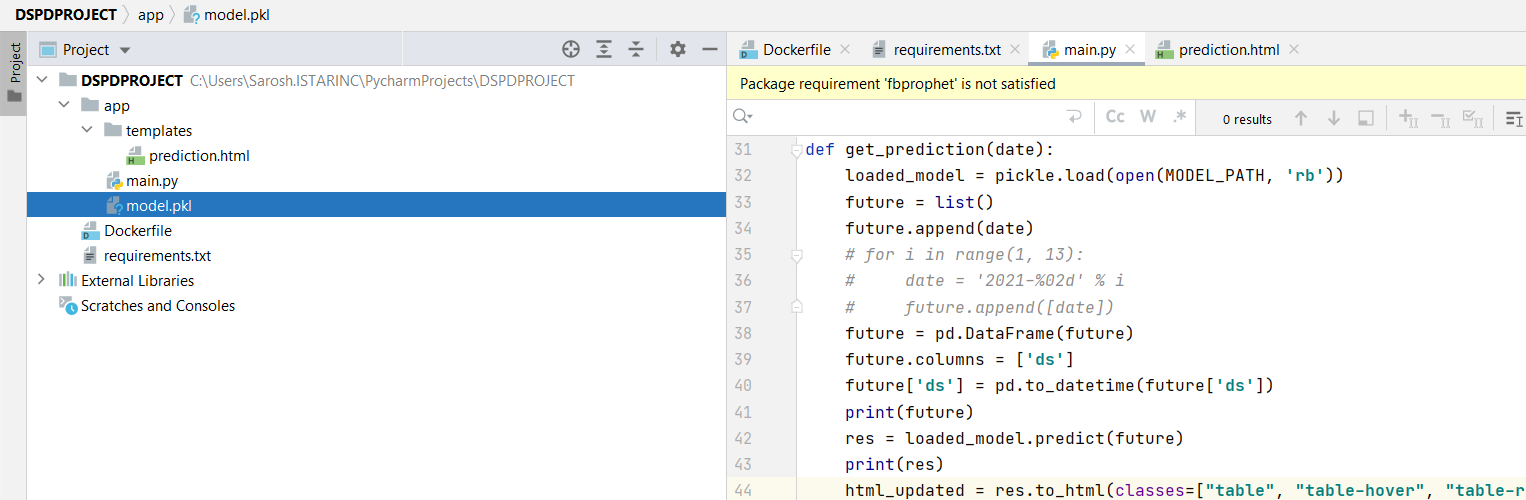 DSPDPROJECT app model.pkl
Project
Project
DSPDPROJECT C:\Users\Sarosh.ISTARINC\PycharmProjects\DSPDPROJECT
app
templates
prediction.html
main.py
model.pkl
Dockerfile
requirements.txt
External Libraries
Scratches and Consoles
Dockerfile requirements.txt main.py prediction.html
Package requirement 'fbprophet' is not satisfied
Cc W .* 0 results
31 def get_prediction(date):
32     loaded_model = pickle.load(open(MODEL_PATH, 'rb'))
33     future = list()
34     future.append(date)
35     # for i in range(1, 13):
36     #     date = '2021-%02d' % i
37     #     future.append([date])
38     future = pd.DataFrame(future)
39     future.columns = ['ds']
40     future['ds'] = pd.to_datetime(future['ds'])
41     print(future)
42     res = loaded_model.predict(future)
43     print(res)
44     html_updated = res.to_html(classes=["table", "table-hover", "table-r